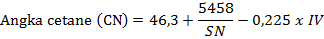 Angka cetane (CN) = 46,3 + 5458/SN − 0,225 x IV